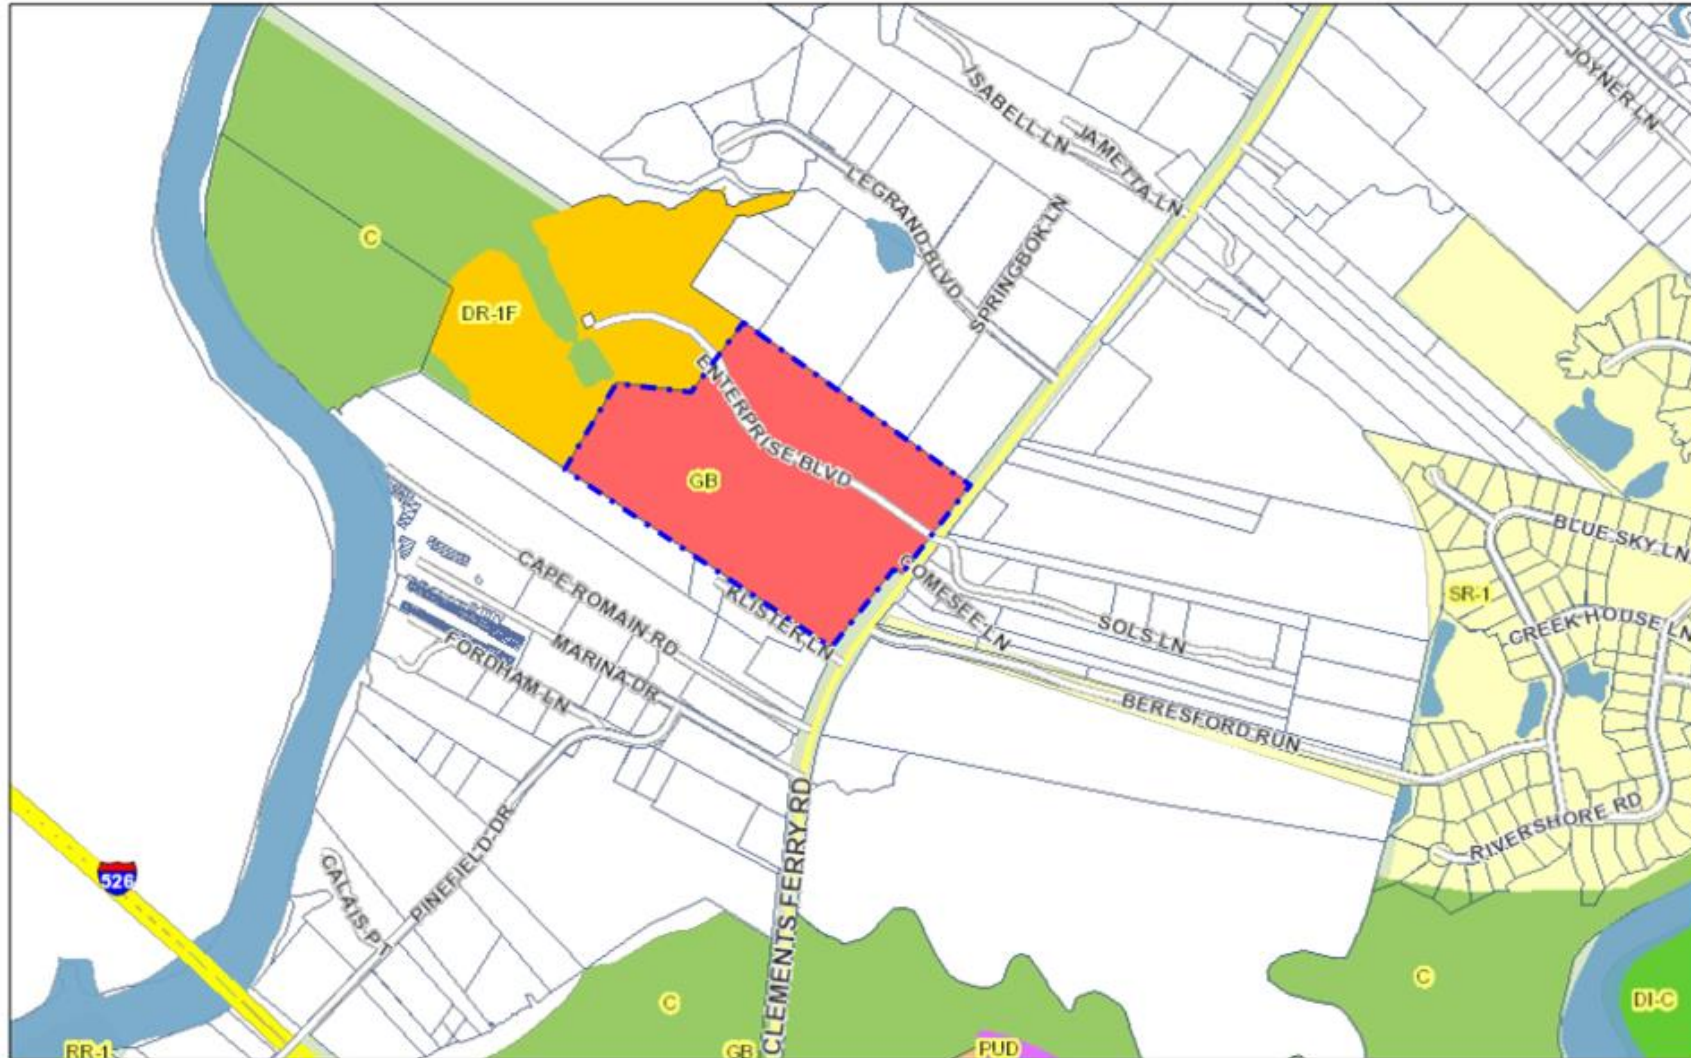 JOYNER LN
ISABELL LN
JAMETTA LN
LEGRAND BLVD
SPRINGBOK LN
C
DR-1F
ENTERPRISE BLVD
GB
BLUE SKY LN
SR-1
COMESEE LN
SOLS LN
CREEK HOUSE LN
CAPE ROMAIN RD
RLISTER LN
MARINA DR
FORDHAM LN
BERESFORD RUN
RIVERSHORE RD
CLEMENTS FERRY RD
PINEFIELD DR
CALAIS PT
526
C
C
DI-C
RR-1
GB
PUD